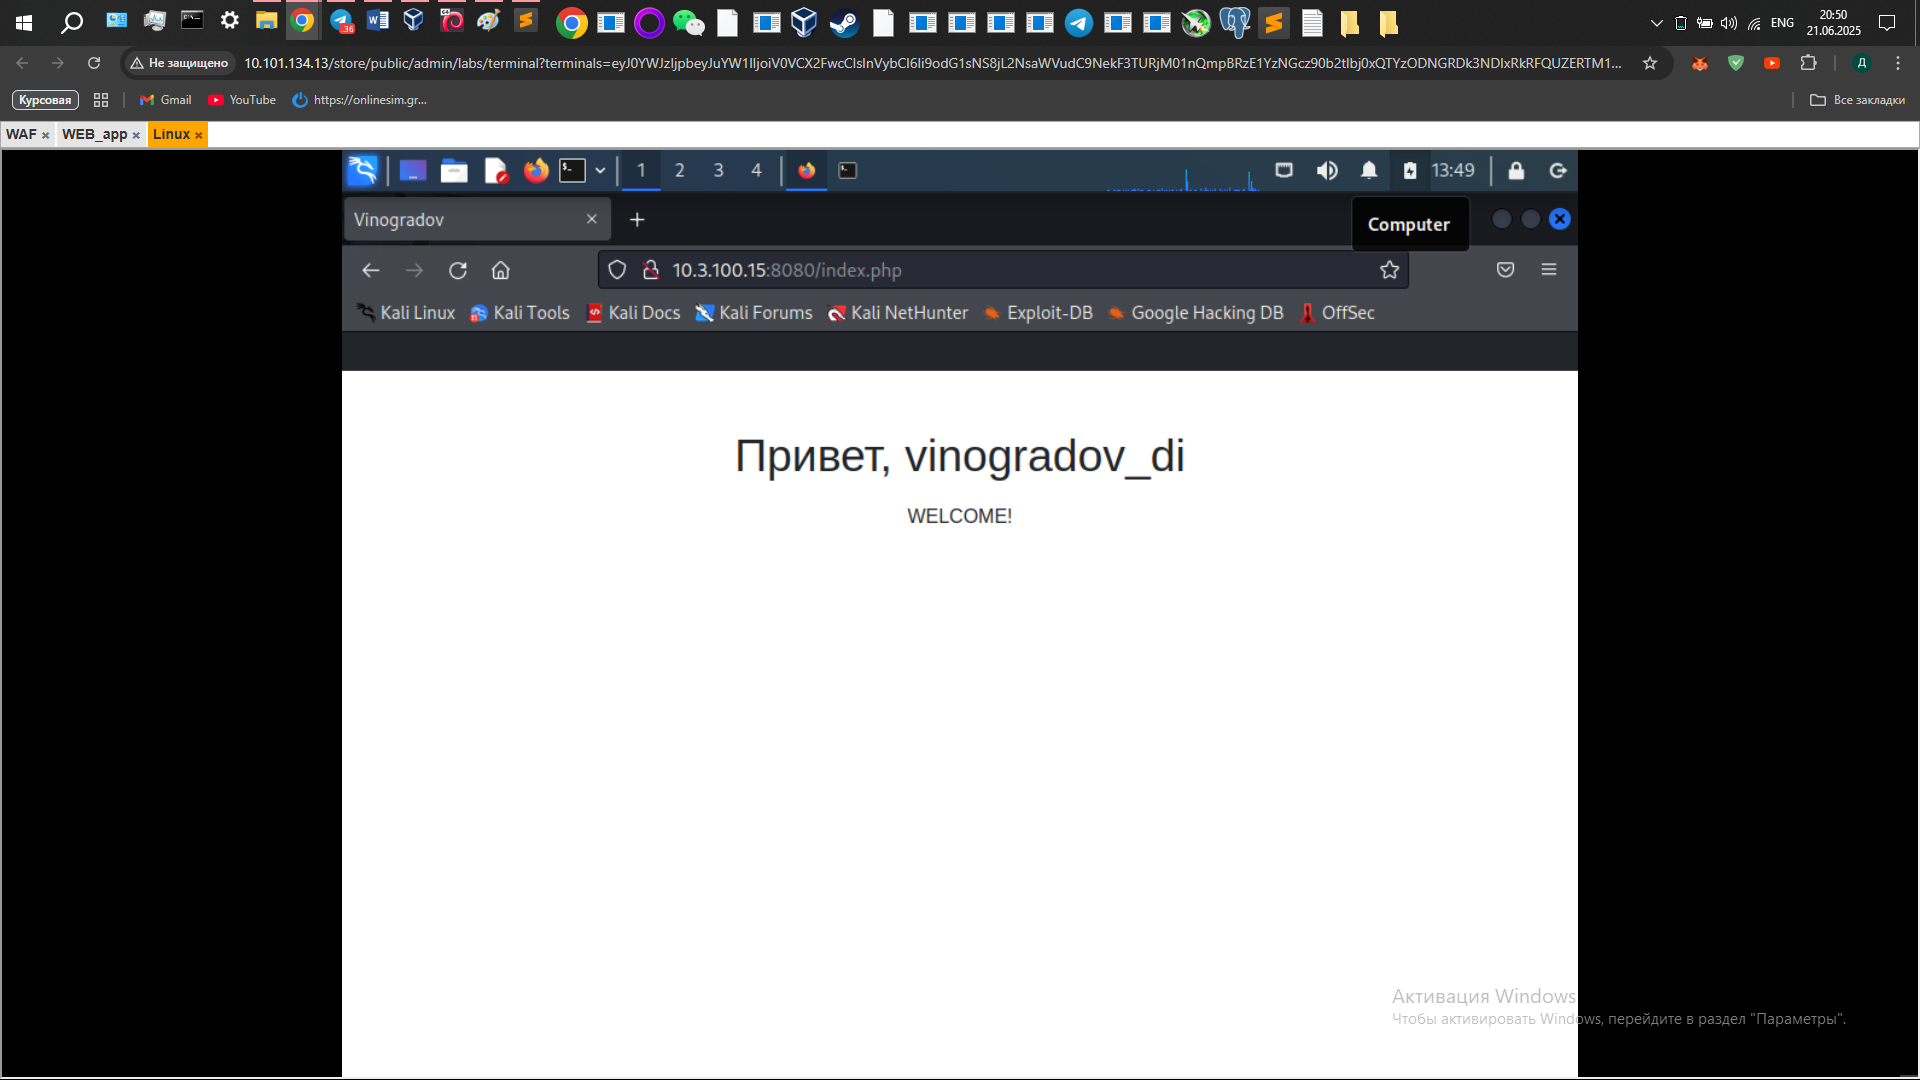 .36
ENG
20:50
21.06.2025
Не защищено
10.101.134.13/store/public/admin/labs/terminal?terminals=
Д
Курсовая
Gmail
YouTube
https://onlinesim.gr...
Все закладки
WAF
WEB_app
Linux
1
2
3
4
13:49
Vinogradov
Computer
10.3.100.15:8080/index.php
Kali Linux
Kali Tools
Kali Docs
Kali Forums
Kali NetHunter
Exploit-DB
Google Hacking DB
OffSec
Привет, vinogradov_di
WELCOME!
Активация Windows
Чтобы активировать Windows, перейдите в раздел "Параметры".